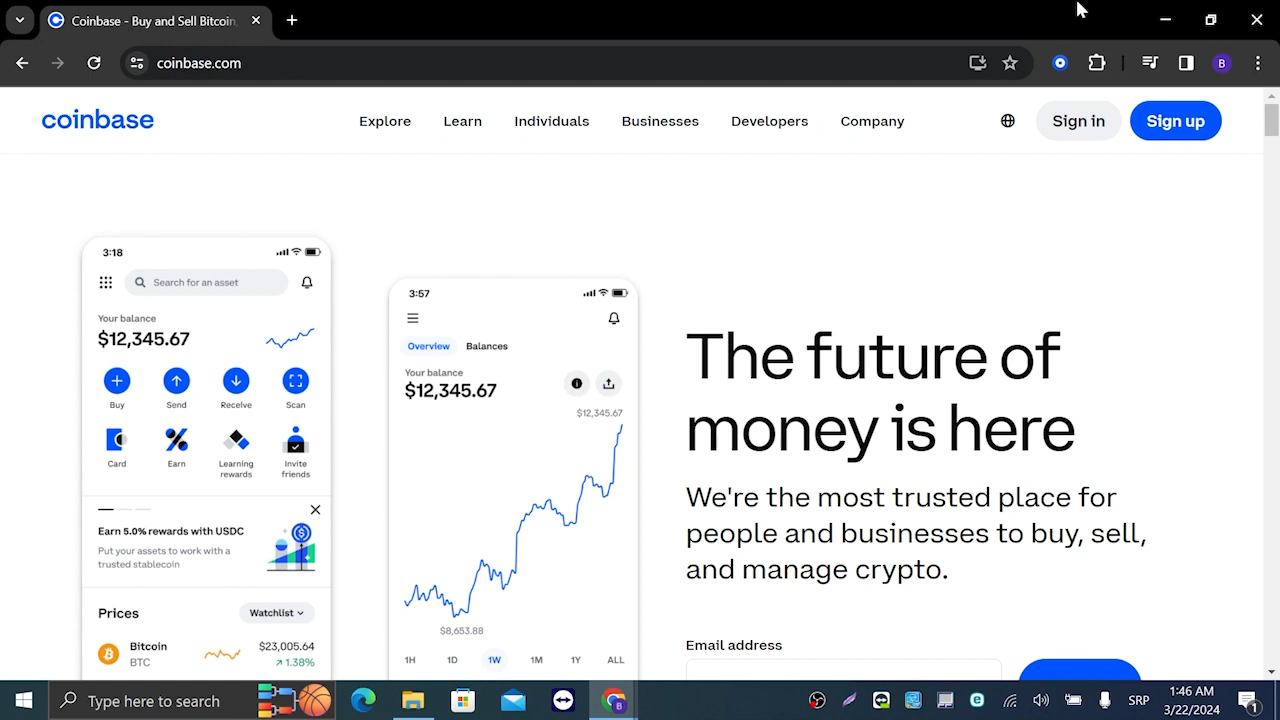 Coinbase - Buy and Sell Bitcoin,
coinbase.com
B
coinbase
Explore
Learn
Individuals
Businesses
Developers
Company
Sign in
Sign up
3:18
Search for an asset
Your balance
$12,345.67
Buy
Send
Receive
Scan
Card
Earn
Learning
rewards
Invite
friends
Earn 5.0% rewards with USDC
Put your assets to work with a
trusted stablecoin
Prices
Watchlist
Bitcoin
$23,005.64
BTC
↗ 1.38%
3:57
Overview
Balances
Your balance
$12,345.67
$12,345.67
$8,653.88
1H
1D
1W
1M
1Y
ALL
The future of
money is here
We're the most trusted place for
people and businesses to buy, sell,
and manage crypto.
Email address
Type here to search
B
SRP
1:46 AM
3/22/2024
1